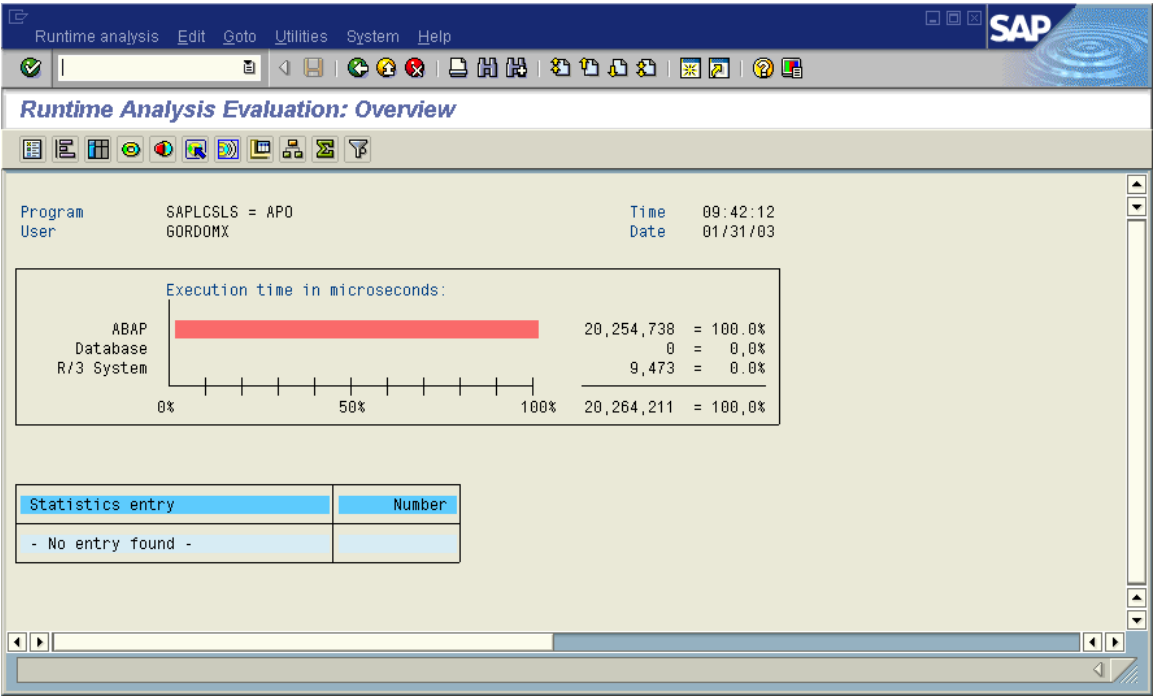 Runtime analysis Edit Goto Utilities System Help
SAP
Runtime Analysis Evaluation: Overview
Program SAPLCSLS = APO Time 09:42:12
User GORDOMX Date 01/31/03
Execution time in microseconds:
ABAP 20,254,738 = 100.0%
Database 0 = 0,0%
R/3 System 9,473 = 0.0%
0% 50% 100% 20,264,211 = 100,0%
Statistics entry Number
- No entry found -